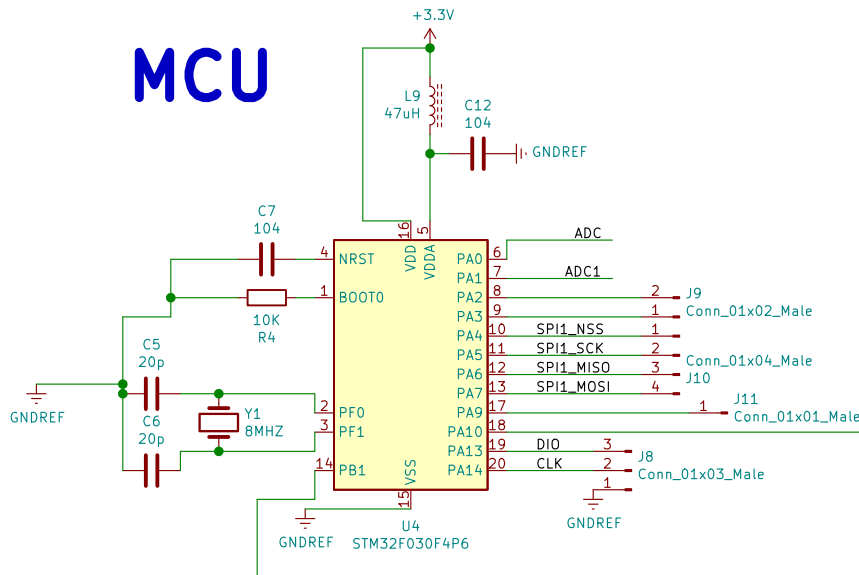 +3.3V
MCU
L9
47uH
C12
104
GNDREF
C7
104
16
5
VDD
VDDA
ADC
4
NRST
PA0
6
ADC1
PA1
7
1
BOOT0
PA2
8
2
J9
10K
R4
PA3
9
1
Conn_01x02_Male
PA4
10
SPI1_NSS
1
C5
20p
PA5
11
SPI1_SCK
2
Conn_01x04_Male
PA6
12
SPI1_MISO
3
J10
PA7
13
SPI1_MOSI
4
GNDREF
C6
20p
Y1
8MHZ
2
PF0
PA9
17
1
J11
Conn_01x01_Male
3
PF1
PA10
18
PA13
19
DIO
3
J8
14
PB1
PA14
20
CLK
2
Conn_01x03_Male
1
VSS
15
GNDREF
GNDREF
U4
STM32F030F4P6